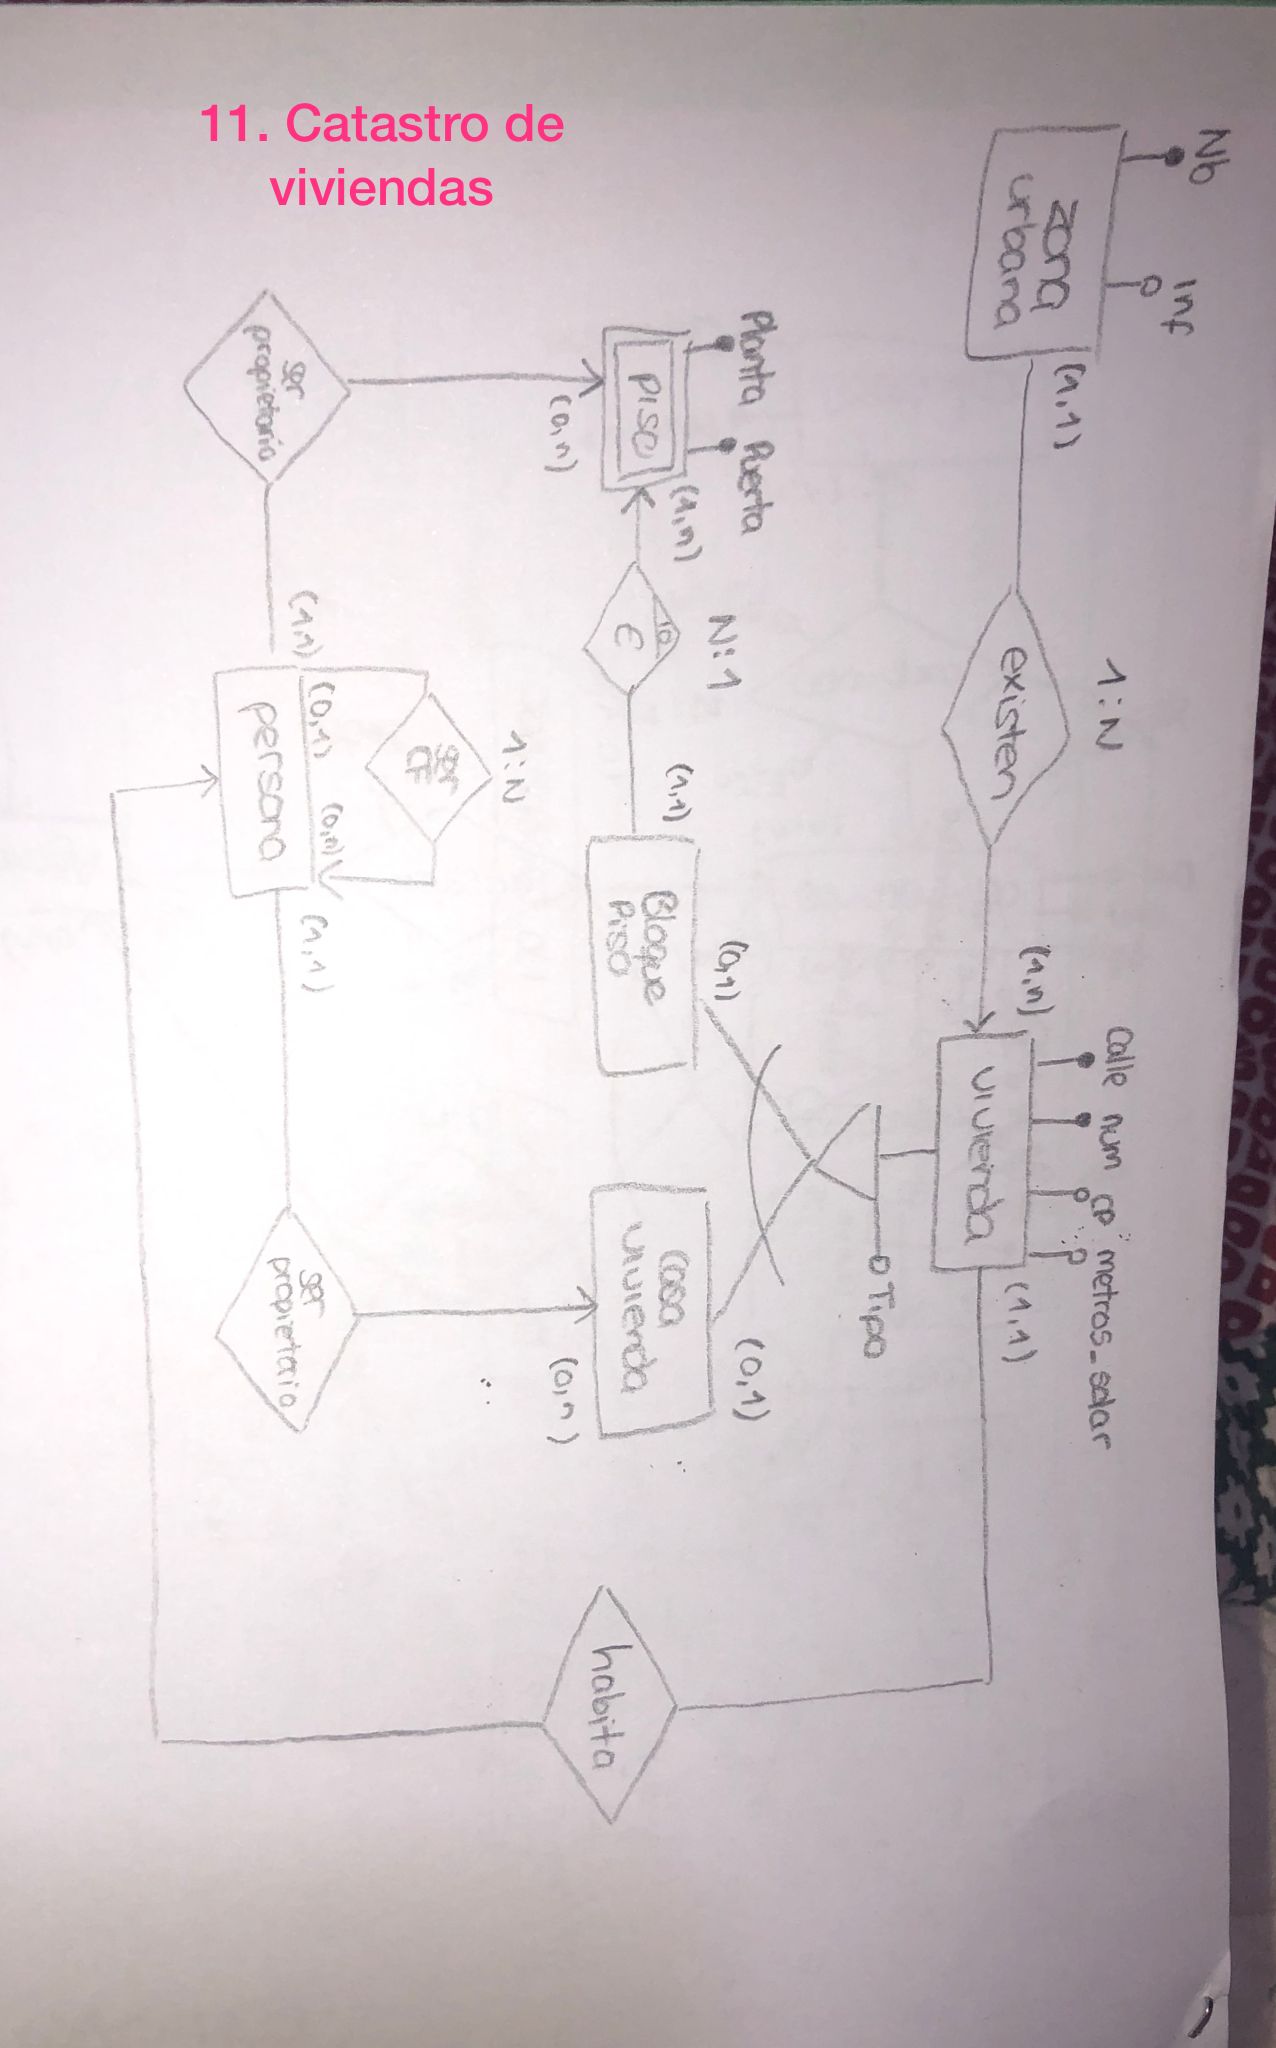 11. Catastro de
viviendas
Nb
Inf
zona
urbana
(1,1)
existen
1:N
(1,n)
Calle
num
CP
metros_solar
vivienda
(1,1)
Tipo
Planta
Puerta
Piso
(1,n)
(0,n)
N:1
ID
E
(1,1)
Bloque
Piso
(0,1)
Casa
vivienda
(0,1)
(0,n)
ser
propietario
(1,n)
ser
CF
1:N
(0,1)
(0,n)
persona
(1,1)
ser
propietario
habita